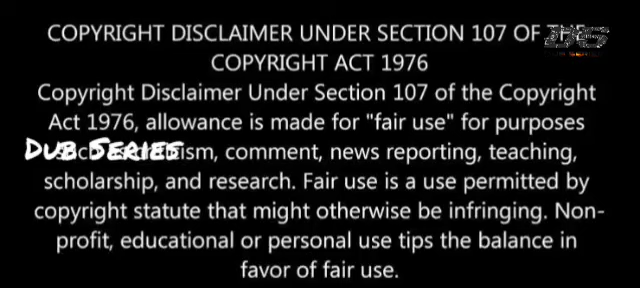 COPYRIGHT DISCLAIMER UNDER SECTION 107 OF THE
COPYRIGHT ACT 1976
Copyright Disclaimer Under Section 107 of the Copyright
Act 1976, allowance is made for "fair use" for purposes
Dub Series
comment, news reporting, teaching,
scholarship, and research. Fair use is a use permitted by
copyright statute that might otherwise be infringing. Non-
profit, educational or personal use tips the balance in
favor of fair use.